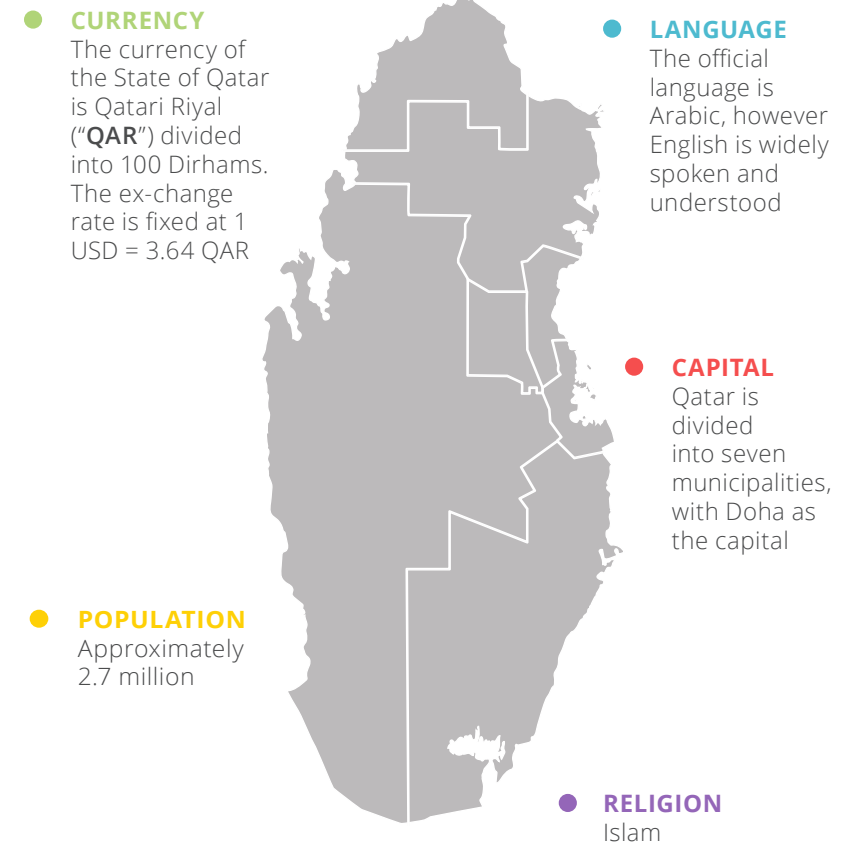 CURRENCY
The currency of
the State of Qatar
is Qatari Riyal
(“QAR”) divided
into 100 Dirhams.
The ex-change
rate is fixed at 1
USD = 3.64 QAR
LANGUAGE
The official
language is
Arabic, however
English is widely
spoken and
understood
CAPITAL
Qatar is
divided
into seven
municipalities,
with Doha as
the capital
POPULATION
Approximately
2.7 million
RELIGION
Islam